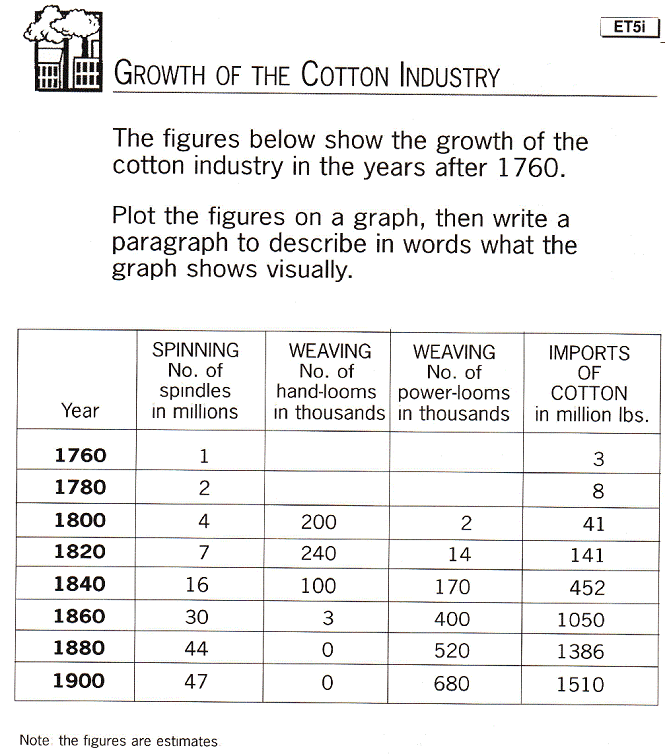 ET5i
GROWTH OF THE COTTON INDUSTRY
The figures below show the growth of the
cotton industry in the years after 1760.
Plot the figures on a graph, then write a
paragraph to describe in words what the
graph shows visually.
Year
SPINNING
No. of
spindles
in millions
WEAVING
No. of
hand-looms
in thousands
WEAVING
No. of
power-looms
in thousands
IMPORTS
OF
COTTON
in million lbs.
1760 1 3
1780 2 8
1800 4 200 2 41
1820 7 240 14 141
1840 16 100 170 452
1860 30 3 400 1050
1880 44 0 520 1386
1900 47 0 680 1510
Note: the figures are estimates